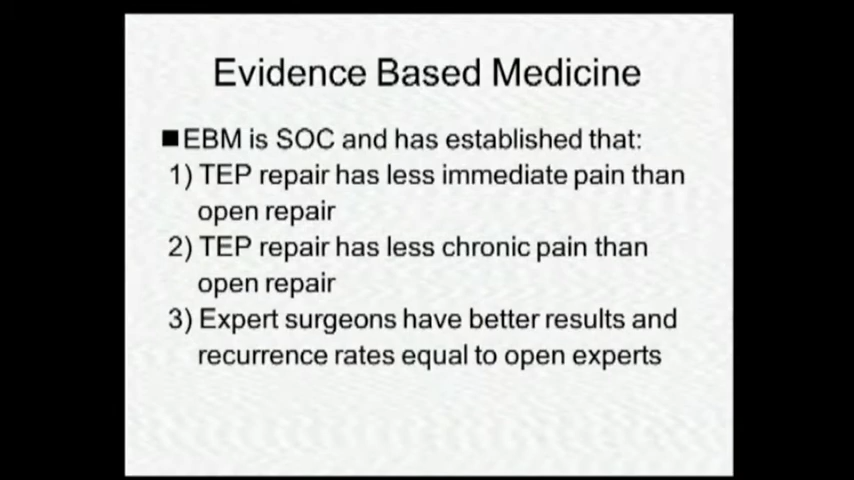 Evidence Based Medicine
■EBM is SOC and has established that:
1) TEP repair has less immediate pain than
open repair
2) TEP repair has less chronic pain than
open repair
3) Expert surgeons have better results and
recurrence rates equal to open experts